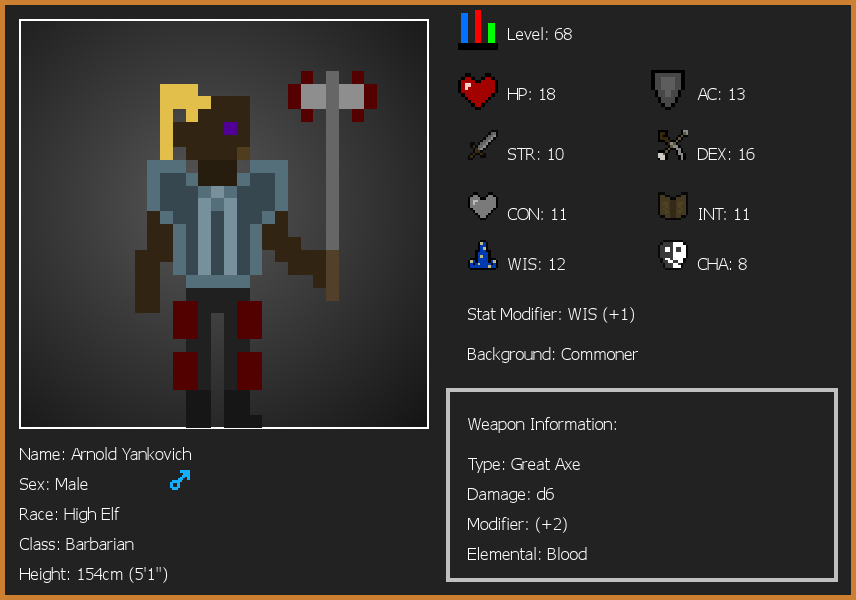 Level: 68
HP: 18
AC: 13
STR: 10
DEX: 16
CON: 11
INT: 11
WIS: 12
CHA: 8
Stat Modifier: WIS (+1)
Background: Commoner
Weapon Information:
Type: Great Axe
Damage: d6
Modifier: (+2)
Elemental: Blood
Name: Arnold Yankovich
Sex: Male
Race: High Elf
Class: Barbarian
Height: 154cm (5'1")